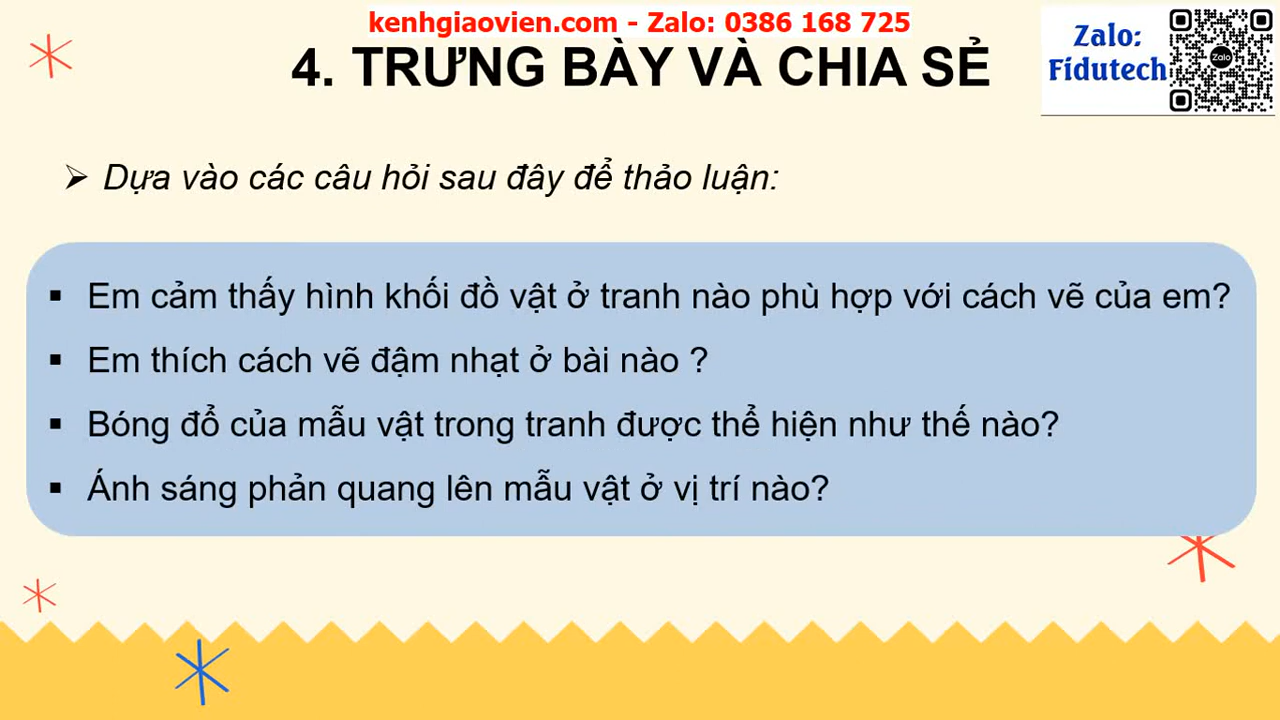 kenhgiaovien.com - Zalo: 0386 168 725
4. TRƯNG BÀY VÀ CHIA SẺ
Zalo:
Fidutech
Zalo
Dựa vào các câu hỏi sau đây để thảo luận:
Em cảm thấy hình khối đồ vật ở tranh nào phù hợp với cách vẽ của em?
Em thích cách vẽ đậm nhạt ở bài nào ?
Bóng đổ của mẫu vật trong tranh được thể hiện như thế nào?
Ánh sáng phản quang lên mẫu vật ở vị trí nào?